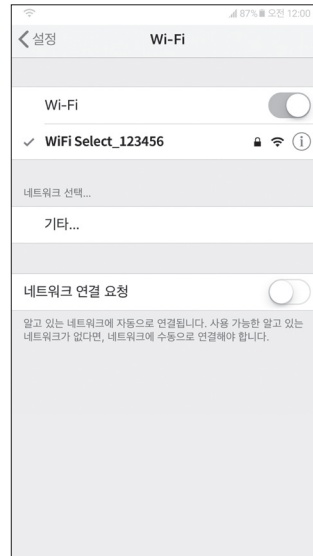 87% 오전 12:00
설정 Wi-Fi
Wi-Fi
WiFi Select_123456
네트워크 선택...
기타...
네트워크 연결 요청
알고 있는 네트워크에 자동으로 연결됩니다. 사용 가능한 알고 있는
네트워크가 없다면, 네트워크에 수동으로 연결해야 합니다.